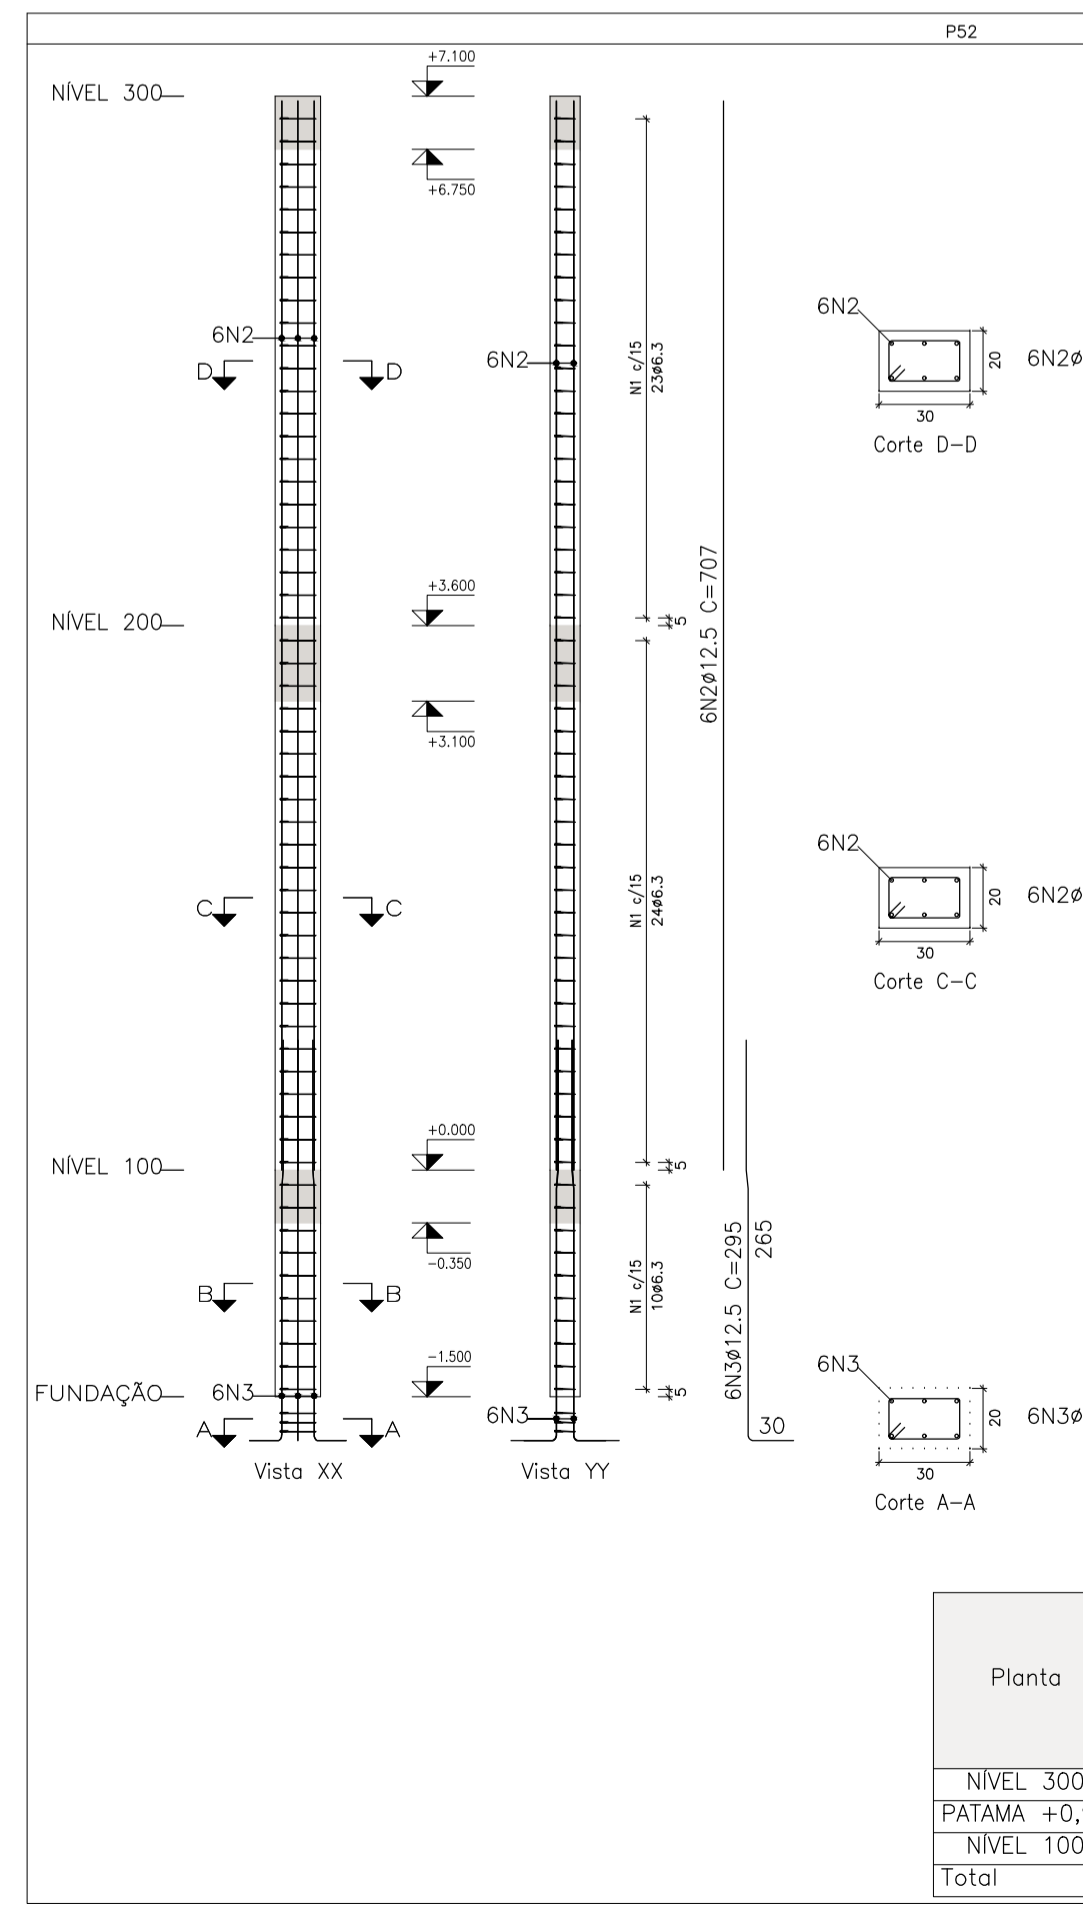 P52
+7.100
NÍVEL 300
+6.750
6N2
D D
6N2
N1 c/15
23ø6.3
6N2
20
30
6N2ø
Corte D-D
+3.600
NÍVEL 200
5
+3.100
6N2ø12.5 C=707
C C
N1 c/15
24ø6.3
6N2
20
30
6N2ø
Corte C-C
+0.000
NÍVEL 100
5
-0.350
B B
N1 c/15
10ø6.3
6N3ø12.5 C=295
265
-1.500
FUNDAÇÃO
6N3
5
A A
6N3
30
6N3
20
30
6N3ø
Vista XX
Vista YY
Corte A-A
Planta
NÍVEL 300
PATAMA +0,
NÍVEL 100
Total